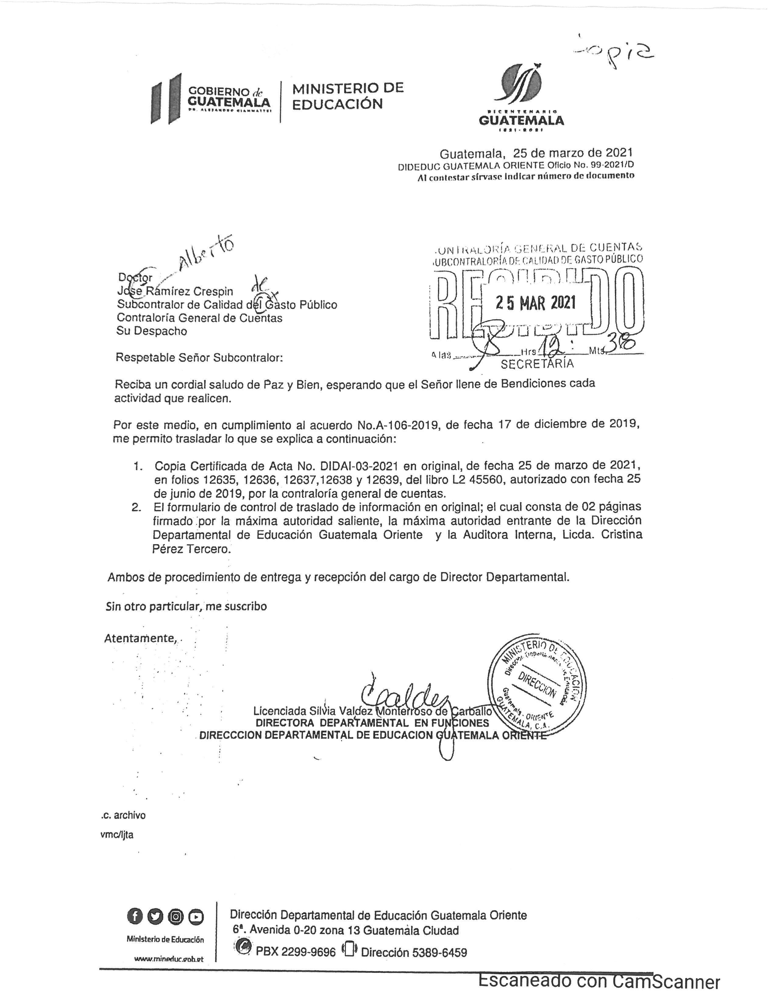 copia
GOBIERNO de
GUATEMALA
DR. ALEJANDRO GIAMMATTEI
MINISTERIO DE
EDUCACIÓN
BICENTENARIO
GUATEMALA
1821-2021
Guatemala, 25 de marzo de 2021
DIDEDUC GUATEMALA ORIENTE Oficio No. 99-2021/D
Al contestar sírvase indicar número de documento
Alberto
Doctor
Jose Ramírez Crespin
de
Subcontralor de Calidad del Gasto Público
Contraloría General de Cuentas
Su Despacho
.ONTRALORÍA GENERAL DE CUENTAS
UBCONTRALORÍA DE CALIDAD DE GASTO PÚBLICO
RECIBIDO
25 MAR 2021
A las Hrs 12: Mts. 38
SECRETARÍA
Respetable Señor Subcontralor:
Reciba un cordial saludo de Paz y Bien, esperando que el Señor llene de Bendiciones cada
actividad que realicen.
Por este medio, en cumplimiento al acuerdo No.A-106-2019, de fecha 17 de diciembre de 2019,
me permito trasladar lo que se explica a continuación:
1. Copia Certificada de Acta No. DIDAI-03-2021 en original, de fecha 25 de marzo de 2021,
en folios 12635, 12636, 12637,12638 y 12639, del libro L2 45560, autorizado con fecha 25
de junio de 2019, por la contraloría general de cuentas.
2. El formulario de control de traslado de información en original; el cual consta de 02 páginas
firmado por la máxima autoridad saliente, la máxima autoridad entrante de la Dirección
Departamental de Educación Guatemala Oriente y la Auditora Interna, Licda. Cristina
Pérez Tercero.
Ambos de procedimiento de entrega y recepción del cargo de Director Departamental.
Sin otro particular, me suscribo
Atentamente,
MINISTERIO DE EDUCACIÓN
DIRECCION
Guatemala - ORIENTE
GUATEMALA, C.A.
Licenciada Silvia Valdez Monterroso de Carballo
DIRECTORA DEPARTAMENTAL EN FUNCIONES
DIRECCCION DEPARTAMENTAL DE EDUCACION GUATEMALA ORIENTE
.c. archivo
vmc/ljta
Ministerio de Educación
www.mineduc.gob.gt
Dirección Departamental de Educación Guatemala Oriente
6ª. Avenida 0-20 zona 13 Guatemala Ciudad
PBX 2299-9696 Dirección 5389-6459
Escaneado con CamScanner